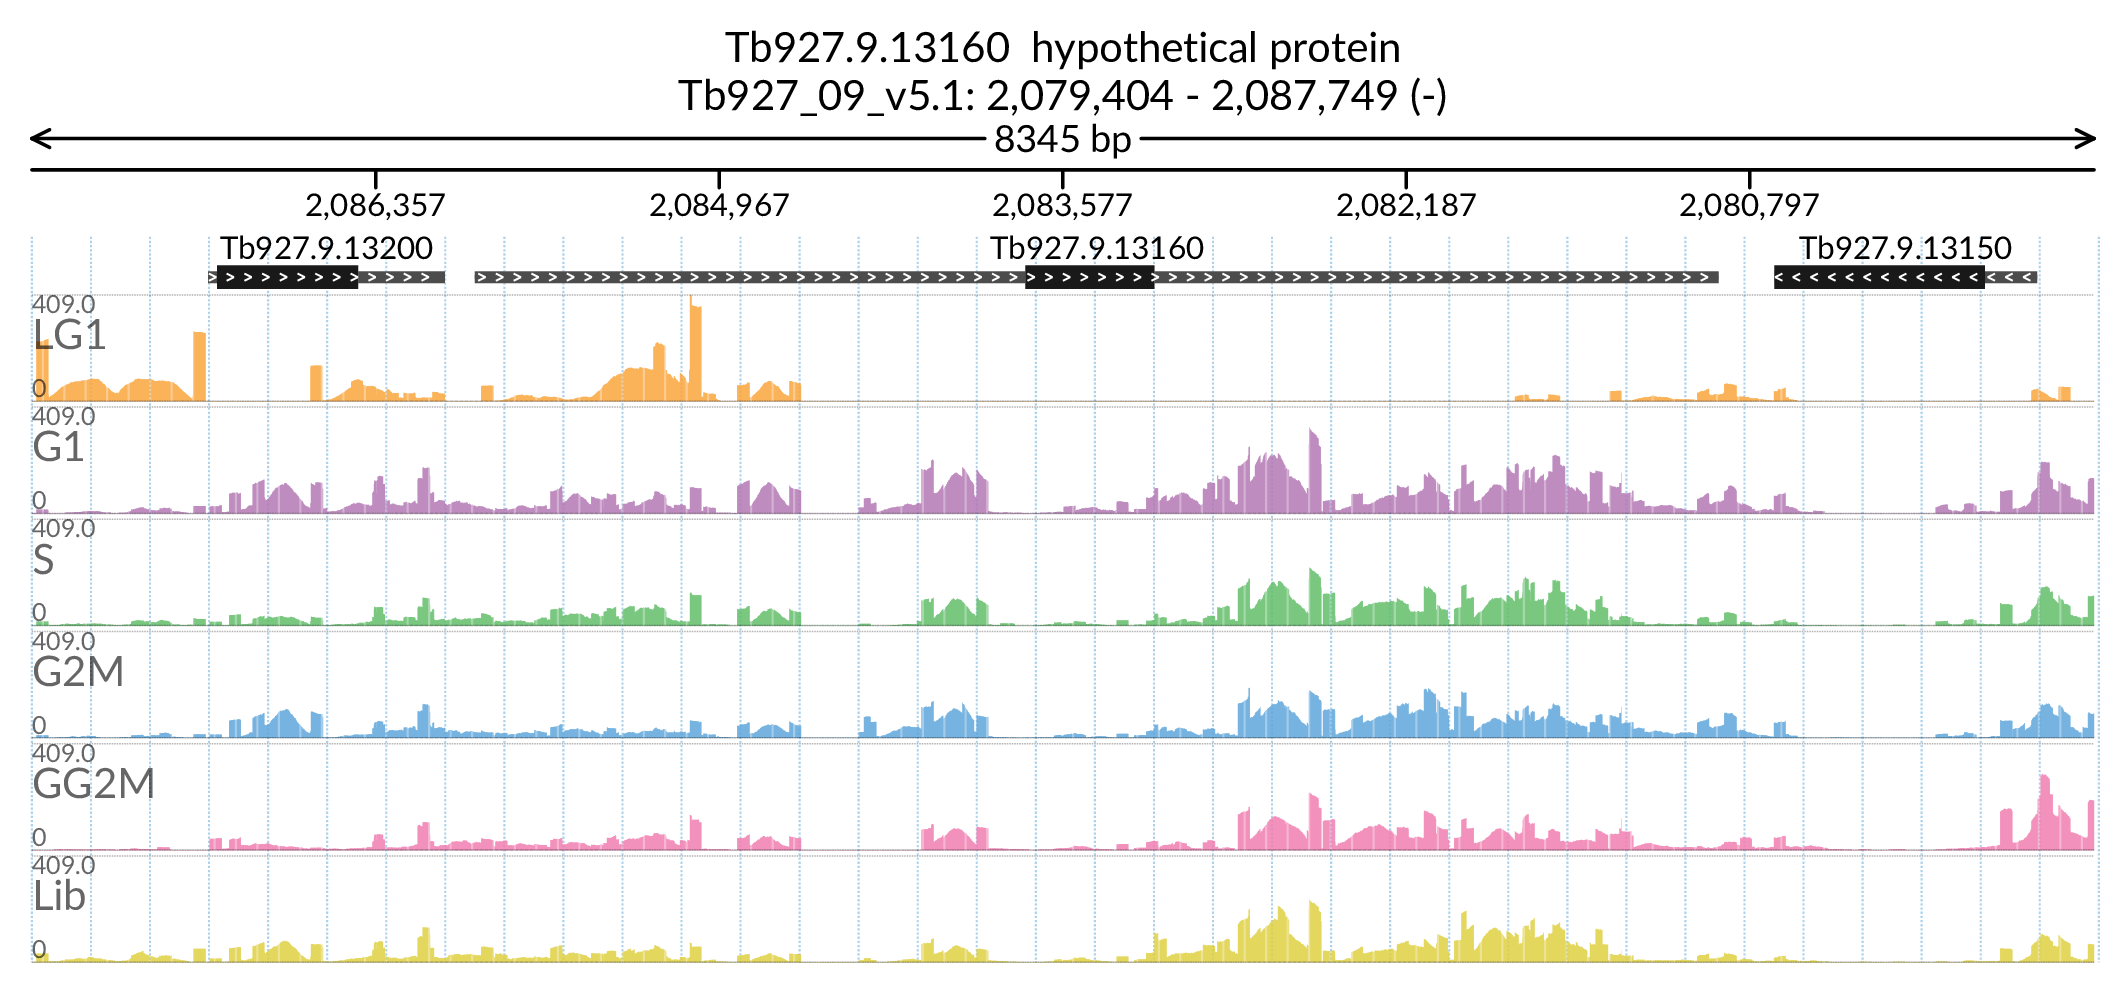 Tb927.9.13160 hypothetical protein
Tb927_09_v5.1: 2,079,404 - 2,087,749 (-)
8345 bp
2,086,357 2,084,967 2,083,577 2,082,187 2,080,797
Tb927.9.13200 Tb927.9.13160 Tb927.9.13150
409.0
LG1
0
409.0
G1
0
409.0
S
0
409.0
G2M
0
409.0
GG2M
0
409.0
Lib
0